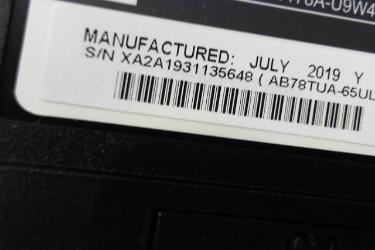 MANUFACTURED: JULY 2019 Y
S/N XA2A1931135648 ( AB78TUA-65UL